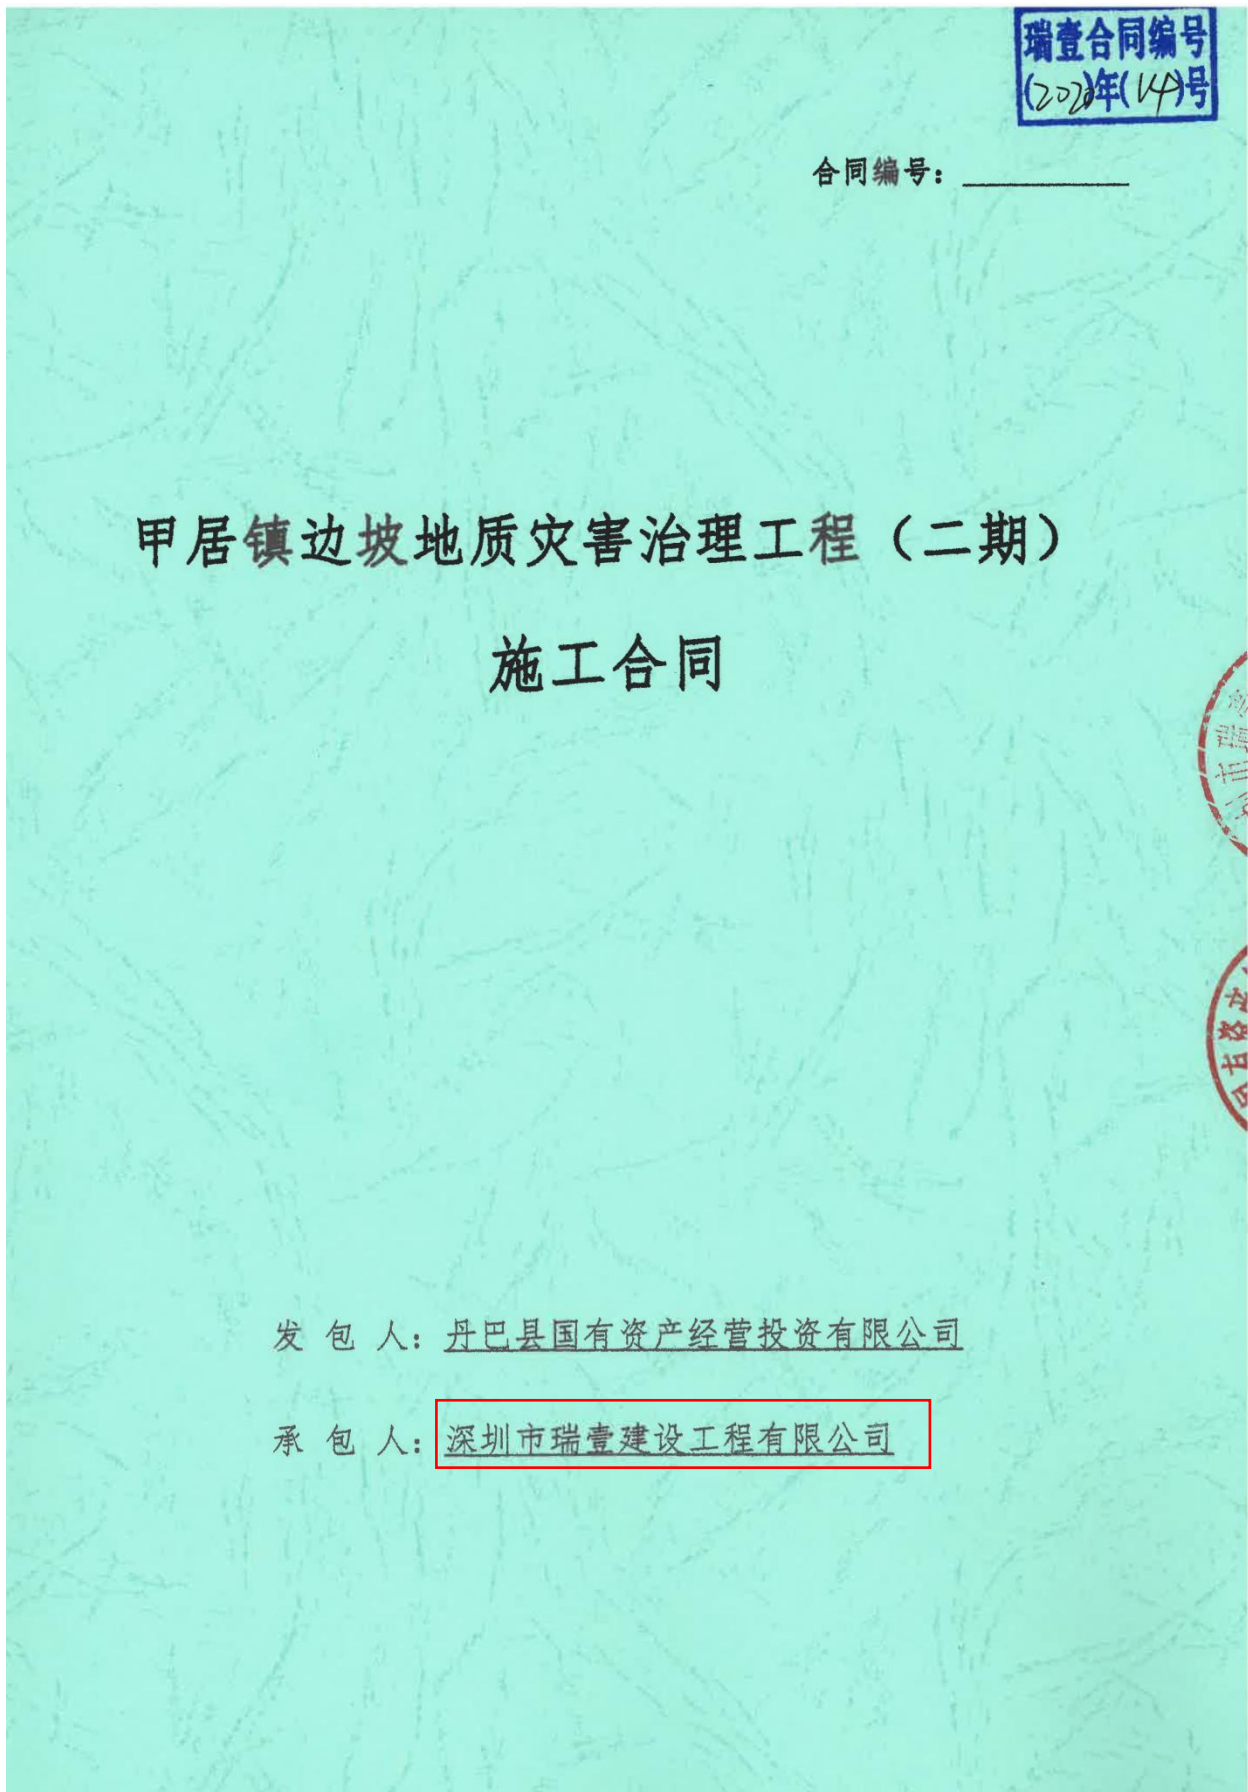 瑞壹合同编号
(2020)年(14)号
合同编号：
甲居镇边坡地质灾害治理工程（二期）
施工合同
市瑞壹
发 包 人：丹巴县国有资产经营投资有限公司
承 包 人：深圳市瑞壹建设工程有限公司